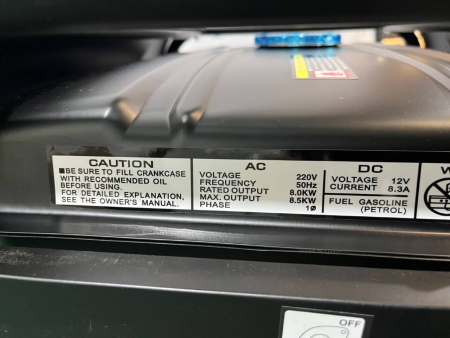 CAUTION
■BE SURE TO FILL CRANKCASE
WITH RECOMMENDED OIL
BEFORE USING.
FOR DETAILED EXPLANATION,
SEE THE OWNER'S MANUAL.
AC
VOLTAGE 220V
FREQUENCY 50Hz
RATED OUTPUT 8.0KW
MAX. OUTPUT 8.5KW
PHASE 1Ø
DC
VOLTAGE 12V
CURRENT 8.3A
FUEL GASOLINE
(PETROL)
W
OFF